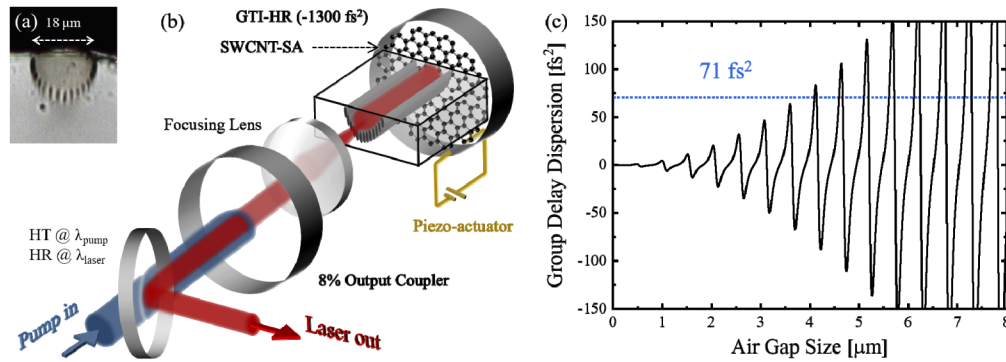 (a)
18 μm
(b)
GTI-HR (-1300 fs²)
SWCNT-SA
Focusing Lens
Piezo-actuator
HT @ λpump
HR @ λlaser
8% Output Coupler
Pump in
Laser out
(c)
150
100
50
0
-50
-100
-150
Group Delay Dispersion [fs²]
71 fs²
0 1 2 3 4 5 6 7 8
Air Gap Size [μm]